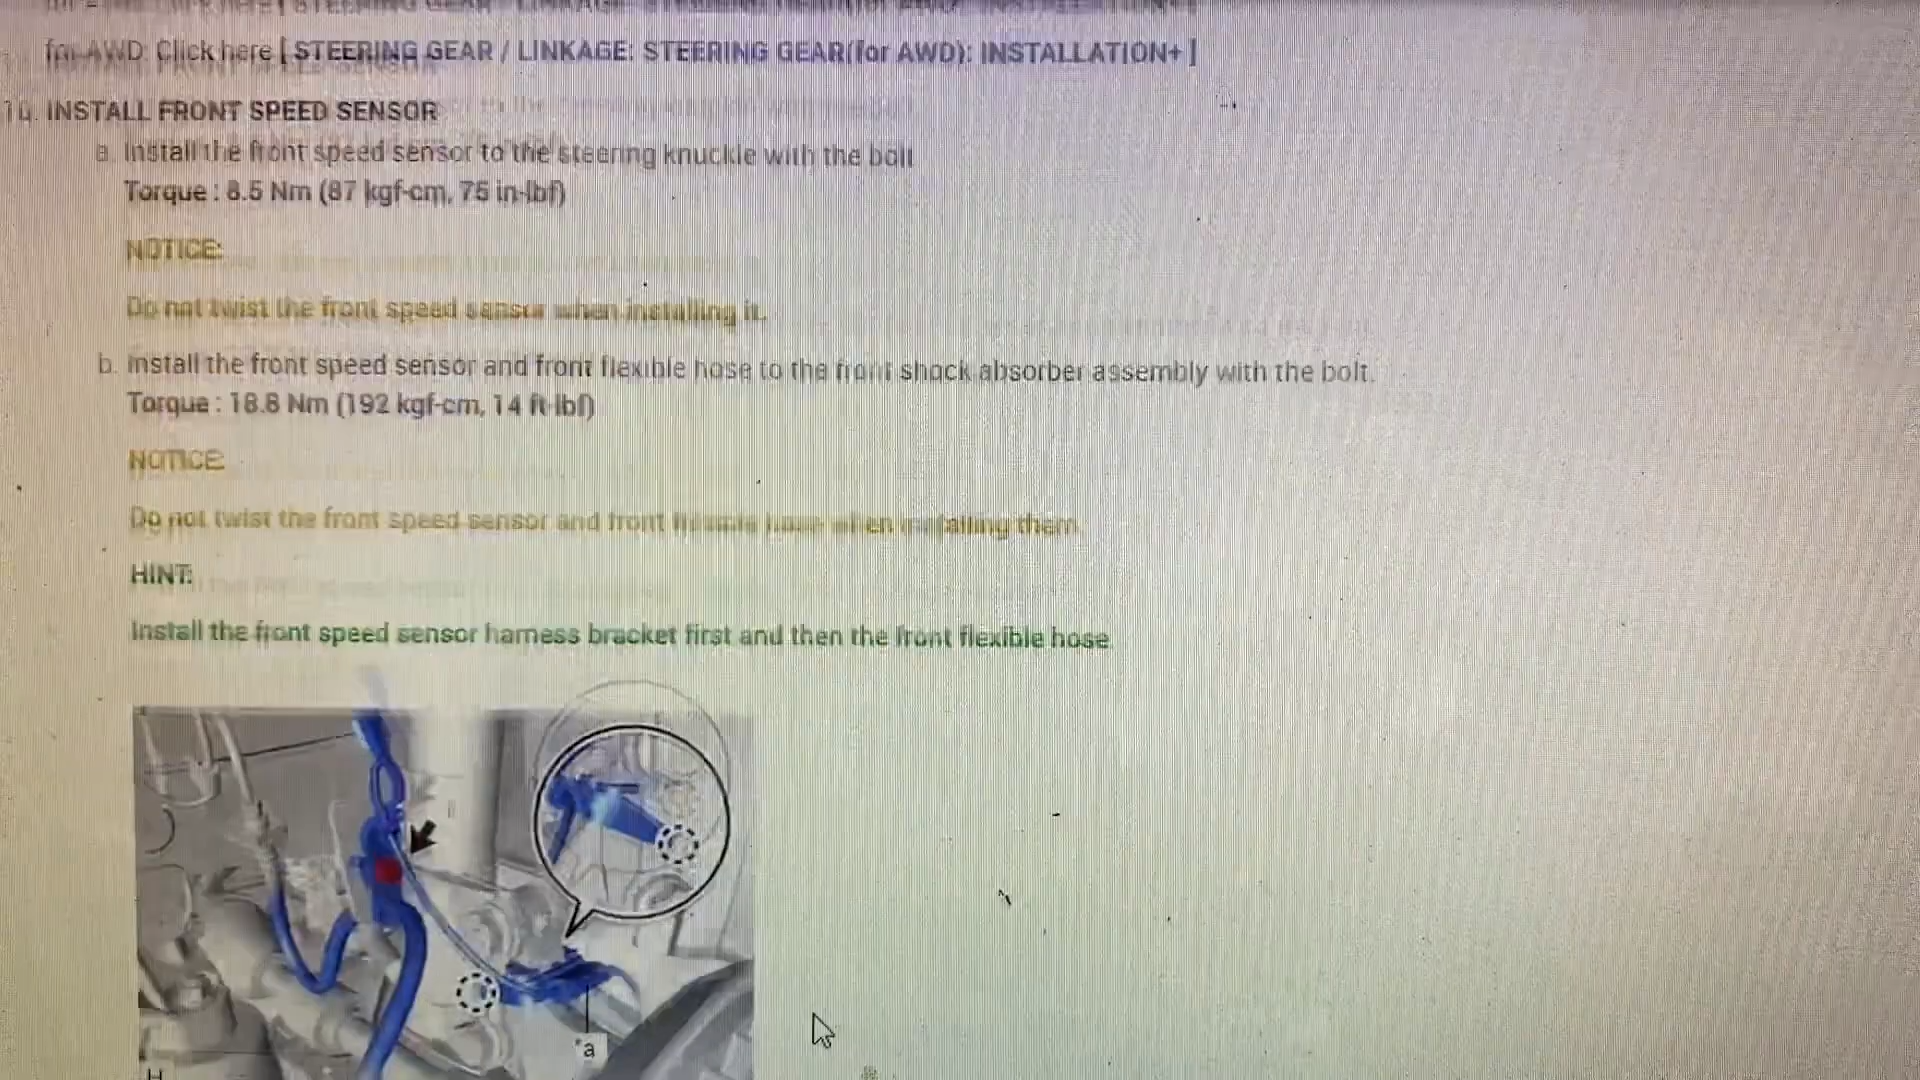 for AWD: Click here [ STEERING GEAR / LINKAGE: STEERING GEAR(for AWD): INSTALLATION+ ]
INSTALL FRONT SPEED SENSOR
a. Install the front speed sensor to the steering knuckle with the bolt
Torque : 8.5 Nm (87 kgf-cm, 75 in-lbf)
NOTICE:
Do not twist the front speed sensor when installing it.
b. Install the front speed sensor and front flexible hose to the front shock absorber assembly with the bolt.
Torque : 18.8 Nm (192 kgf-cm, 14 ft-lbf)
NOTICE:
Do not twist the front speed sensor and front hose when installing them
HINT:
Install the front speed sensor harness bracket first and then the front flexible hose.
*a